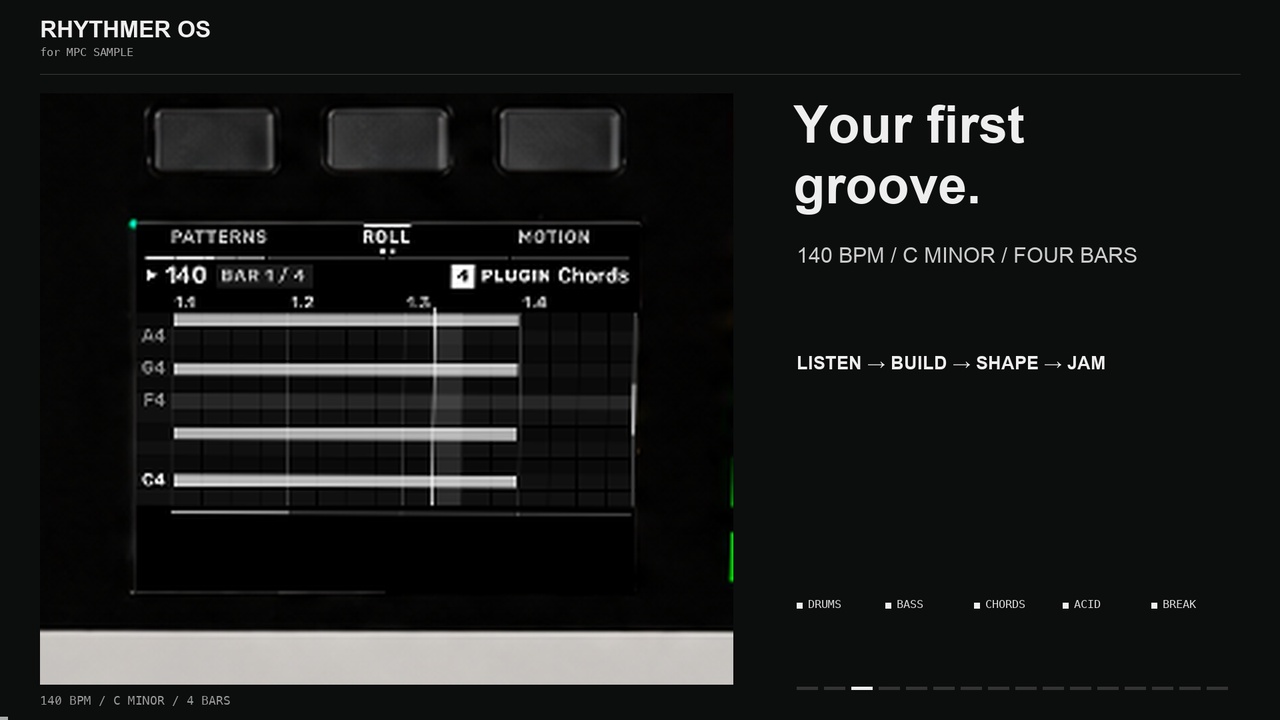 RHYTHMER OS
for MPC SAMPLE
PATTERNS ROLL MOTION
140 BAR 1 / 4 4 PLUGIN Chords
1.1 1.2 1.3 1.4
A4
G4
F4
C4
140 BPM / C MINOR / 4 BARS
Your first
groove.
140 BPM / C MINOR / FOUR BARS
LISTEN → BUILD → SHAPE → JAM
DRUMS BASS CHORDS ACID BREAK